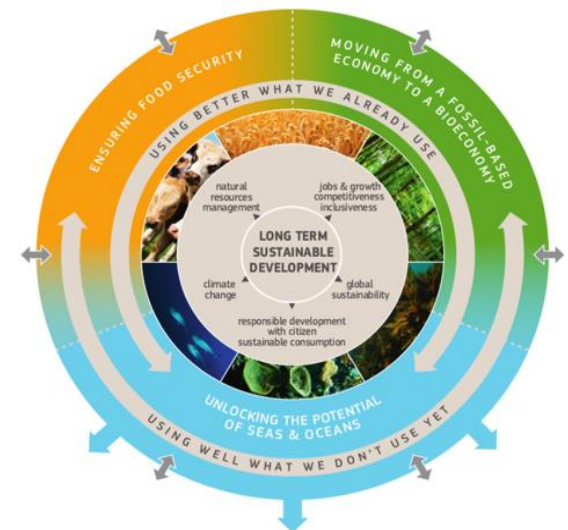 ENSURING FOOD SECURITY
MOVING FROM A FOSSIL-BASED
ECONOMY TO A BIOECONOMY
USING BETTER WHAT WE ALREADY USE
natural
resources
management
jobs & growth
competitiveness
inclusiveness
LONG TERM
SUSTAINABLE
DEVELOPMENT
climate
change
global
sustainability
responsible development
with citizen
sustainable consumption
UNLOCKING THE POTENTIAL
OF SEAS & OCEANS
USING WELL WHAT WE DON'T USE YET